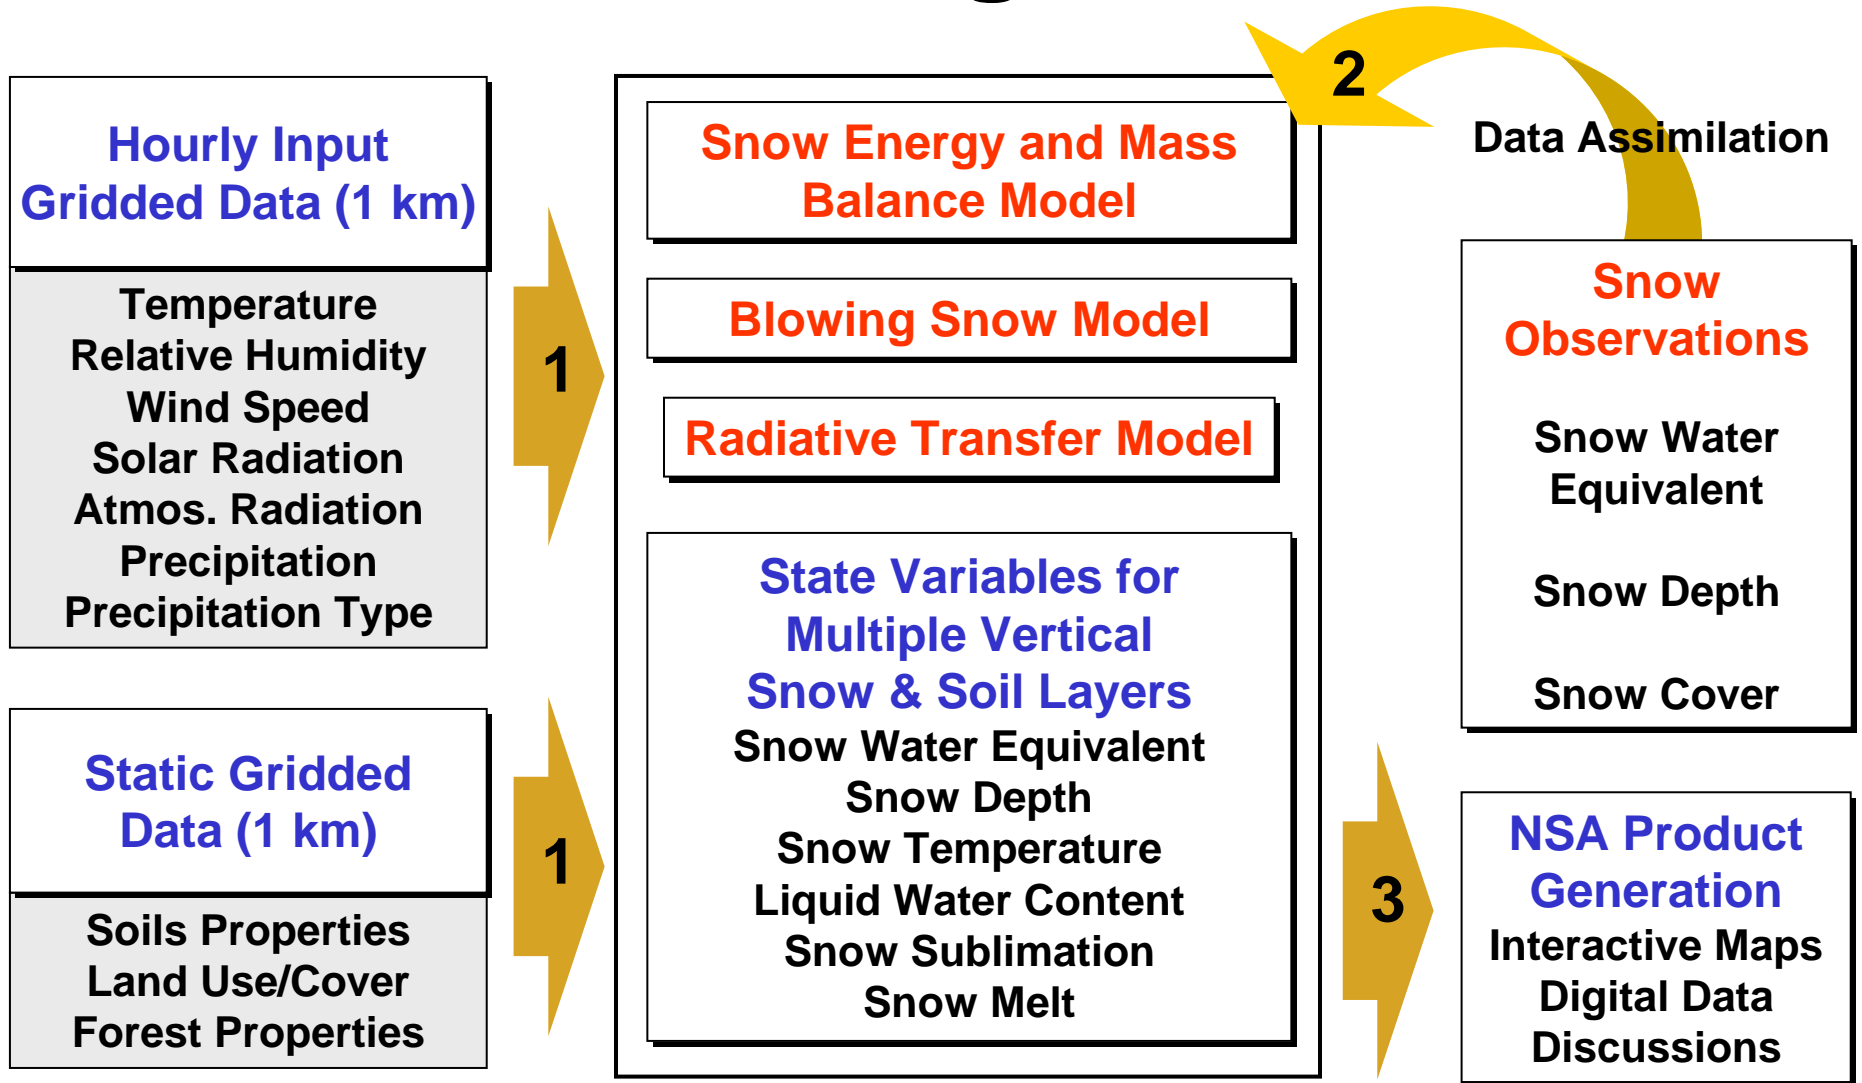 Hourly Input
Gridded Data (1 km)
Temperature
Relative Humidity
Wind Speed
Solar Radiation
Atmos. Radiation
Precipitation
Precipitation Type
Static Gridded
Data (1 km)
Soils Properties
Land Use/Cover
Forest Properties
1
1
Snow Energy and Mass
Balance Model
Blowing Snow Model
Radiative Transfer Model
State Variables for
Multiple Vertical
Snow & Soil Layers
Snow Water Equivalent
Snow Depth
Snow Temperature
Liquid Water Content
Snow Sublimation
Snow Melt
2
Data Assimilation
Snow
Observations
Snow Water
Equivalent
Snow Depth
Snow Cover
3
NSA Product
Generation
Interactive Maps
Digital Data
Discussions